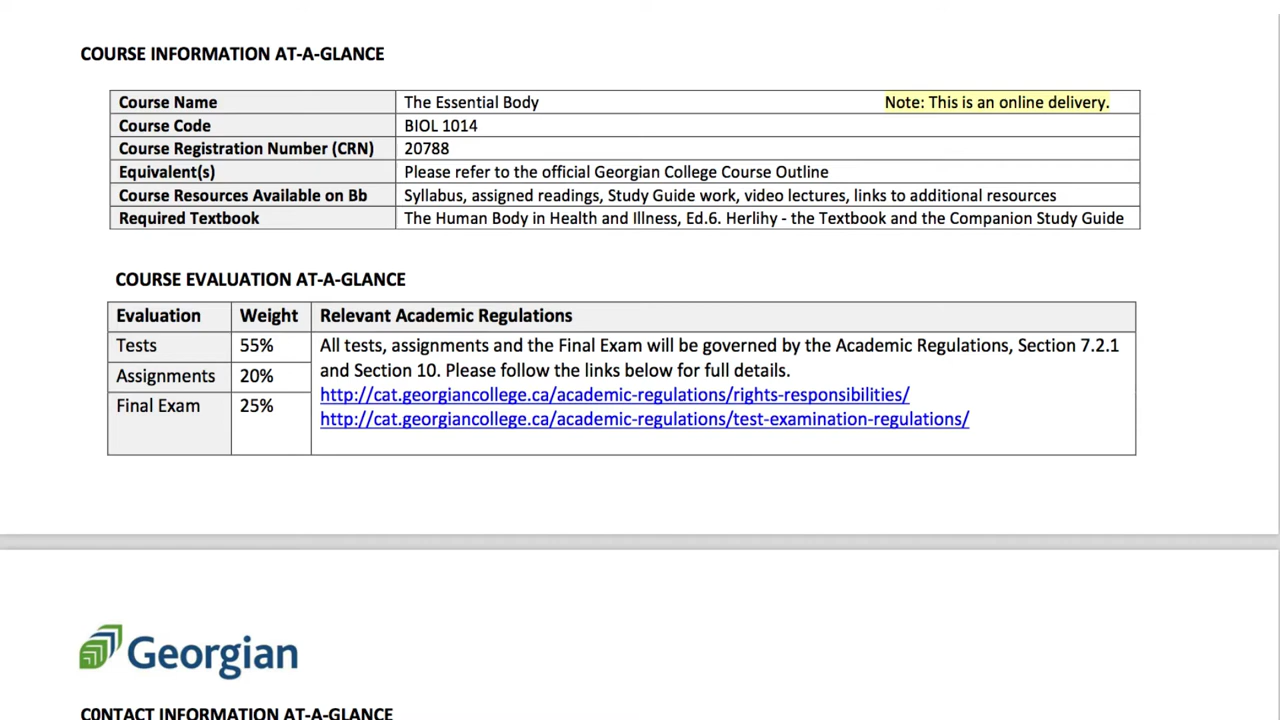 COURSE INFORMATION AT-A-GLANCE
Course Name The Essential Body Note: This is an online delivery.
Course Code BIOL 1014
Course Registration Number (CRN) 20788
Equivalent(s) Please refer to the official Georgian College Course Outline
Course Resources Available on Bb Syllabus, assigned readings, Study Guide work, video lectures, links to additional resources
Required Textbook The Human Body in Health and Illness, Ed.6. Herlihy - the Textbook and the Companion Study Guide
COURSE EVALUATION AT-A-GLANCE
Evaluation Weight Relevant Academic Regulations
Tests 55% All tests, assignments and the Final Exam will be governed by the Academic Regulations, Section 7.2.1
Assignments 20% and Section 10. Please follow the links below for full details.
Final Exam 25% http://cat.georgiancollege.ca/academic-regulations/rights-responsibilities/
http://cat.georgiancollege.ca/academic-regulations/test-examination-regulations/
Georgian
C0NTACT INFORMATION AT-A-GLANCE